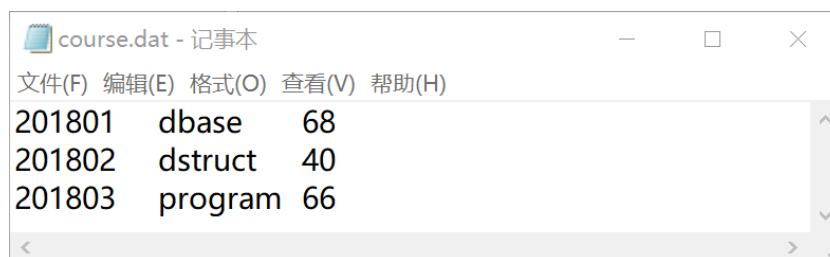 course.dat - 记事本
文件(F) 编辑(E) 格式(O) 查看(V) 帮助(H)
201801 dbase 68
201802 dstruct 40
201803 program 66